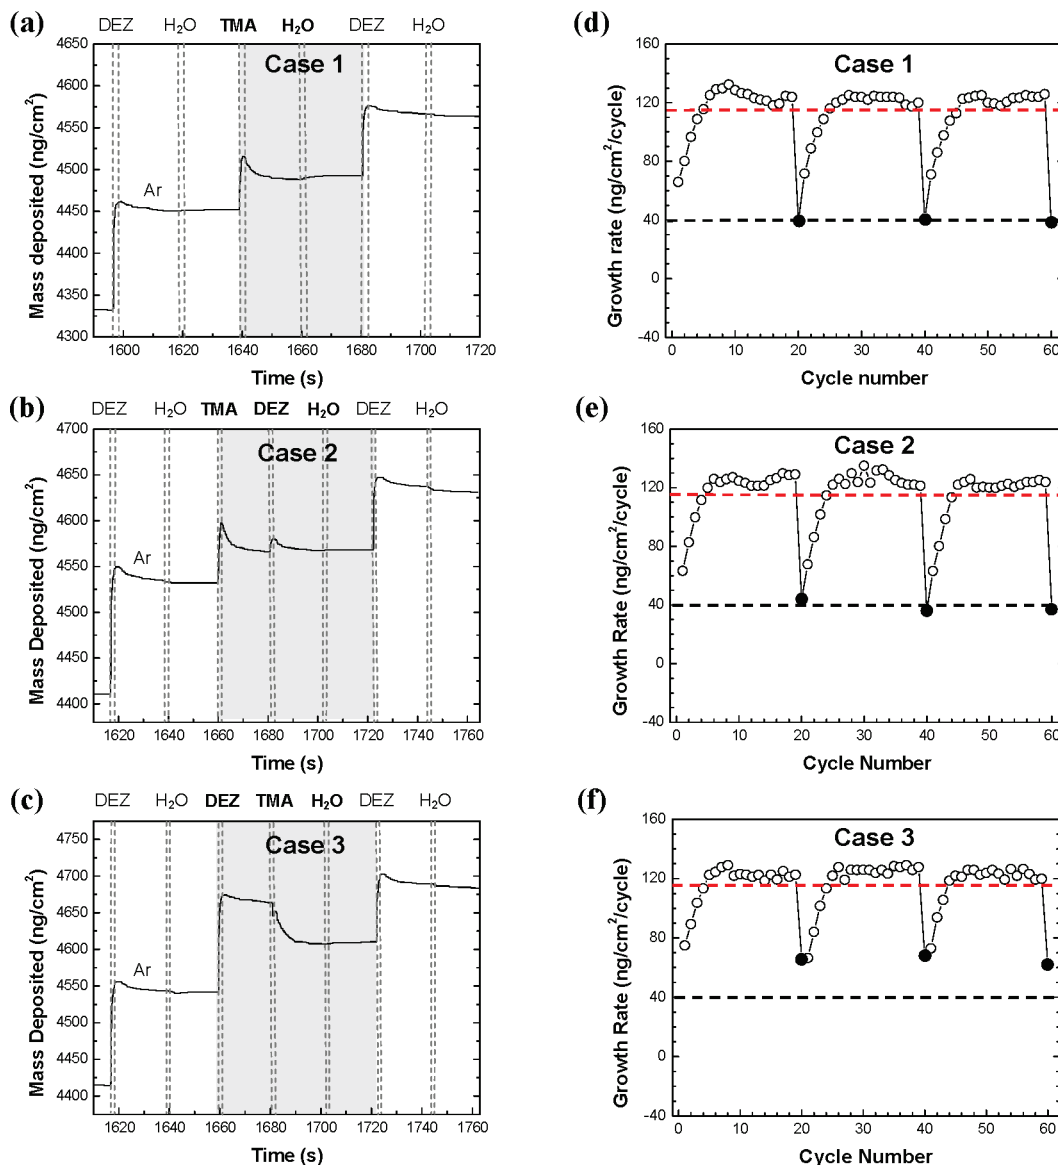 (a)
DEZ H₂O TMA H₂O DEZ H₂O
Case 1
Ar
Mass deposited (ng/cm²)
4650
4600
4550
4500
4450
4400
4350
4300
1600 1620 1640 1660 1680 1700 1720
Time (s)
(d)
Case 1
Growth rate (ng/cm²/cycle)
160
120
80
40
0
-40
0 10 20 30 40 50 60
Cycle number
(b)
DEZ H₂O TMA DEZ H₂O DEZ H₂O
Case 2
Ar
Mass Deposited (ng/cm²)
4700
4650
4600
4550
4500
4450
4400
1620 1640 1660 1680 1700 1720 1740 1760
Time (s)
(e)
Case 2
Growth Rate (ng/cm²/cycle)
160
120
80
40
0
-40
0 10 20 30 40 50 60
Cycle Number
(c)
DEZ H₂O DEZ TMA H₂O DEZ H₂O
Case 3
Ar
Mass Deposited (ng/cm²)
4750
4700
4650
4600
4550
4500
4450
4400
1620 1640 1660 1680 1700 1720 1740 1760
Time (s)
(f)
Case 3
Growth Rate (ng/cm²/cycle)
160
120
80
40
0
-40
0 10 20 30 40 50 60
Cycle Number